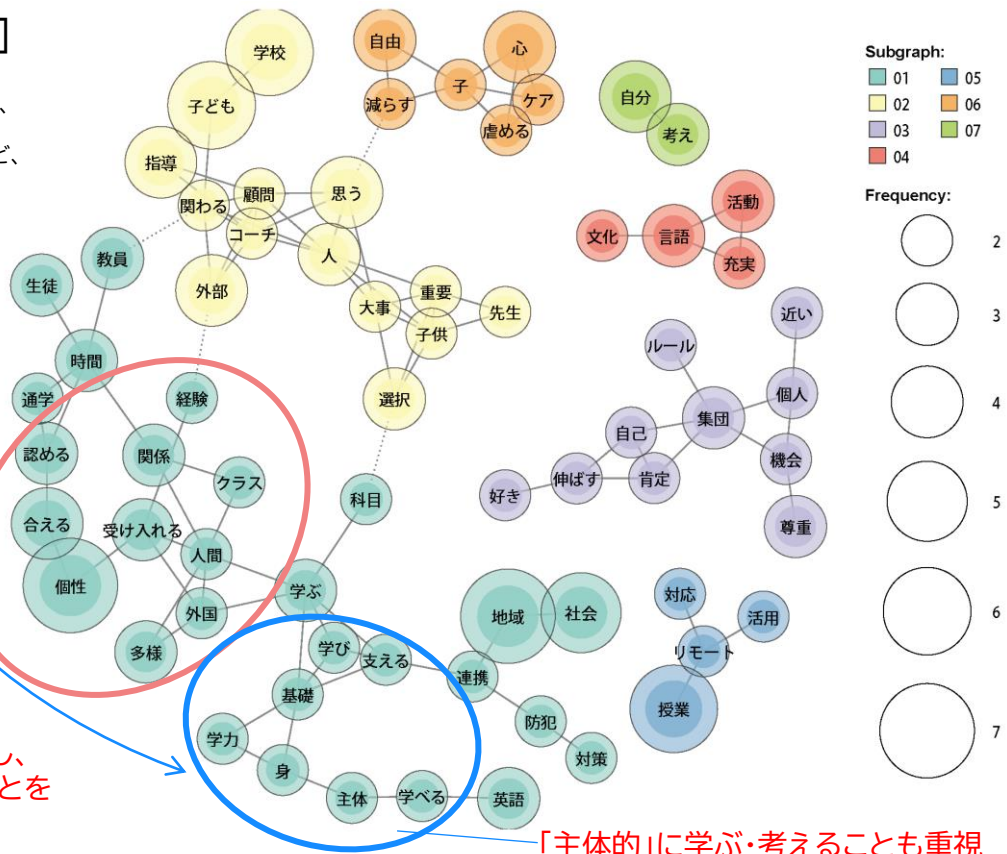 ]
、
ど、
学校
子ども
指導
関わる
顧問
思う
コーチ
人
外部
大事
重要
子供
先生
選択
自由
心
子
減らす
ケア
虐める
自分
考え
活動
文化
言語
充実
近い
ルール
個人
集団
自己
機会
好き
伸ばす
肯定
尊重
教員
生徒
時間
通学
経験
認める
関係
クラス
合える
受け入れる
人間
個性
外国
多様
科目
学ぶ
学び
支える
基礎
学力
身
主体
学べる
英語
地域
社会
連携
防犯
対策
対応
活用
リモート
授業
Subgraph:
01 05
02 06
03 07
04
Frequency:
2
3
4
5
6
7
し、
とを
「主体的」に学ぶ・考えることも重視